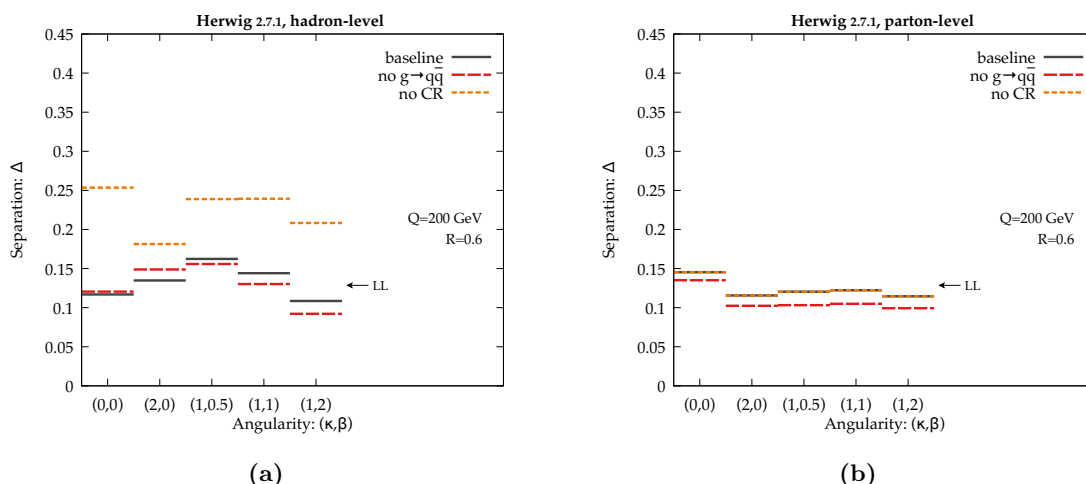 Herwig 2.7.1, hadron-level
Separation: Δ
0.45
0.4
0.35
0.3
0.25
0.2
0.15
0.1
0.05
0
baseline
no g→qq̅
no CR
Q=200 GeV
R=0.6
← LL
(0,0) (2,0) (1,0.5) (1,1) (1,2)
Angularity: (κ,β)
(a)
Herwig 2.7.1, parton-level
Separation: Δ
0.45
0.4
0.35
0.3
0.25
0.2
0.15
0.1
0.05
0
baseline
no g→qq̅
no CR
Q=200 GeV
R=0.6
← LL
(0,0) (2,0) (1,0.5) (1,1) (1,2)
Angularity: (κ,β)
(b)